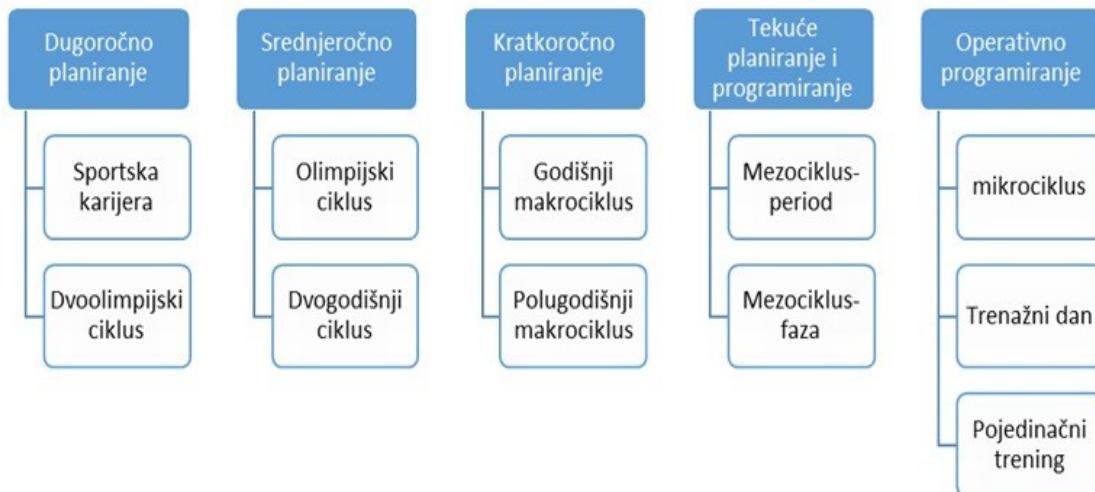 Dugoročno
planiranje
Sportska
karijera
Dvoolimpijski
ciklus
Srednjeročno
planiranje
Olimpijski
ciklus
Dvogodišnji
ciklus
Kratkoročno
planiranje
Godišnji
makrociklus
Polugodišnji
makrociklus
Tekuće
planiranje i
programiranje
Mezociklus-
period
Mezociklus-
faza
Operativno
programiranje
mikrociklus
Trenažni dan
Pojedinačni
trening